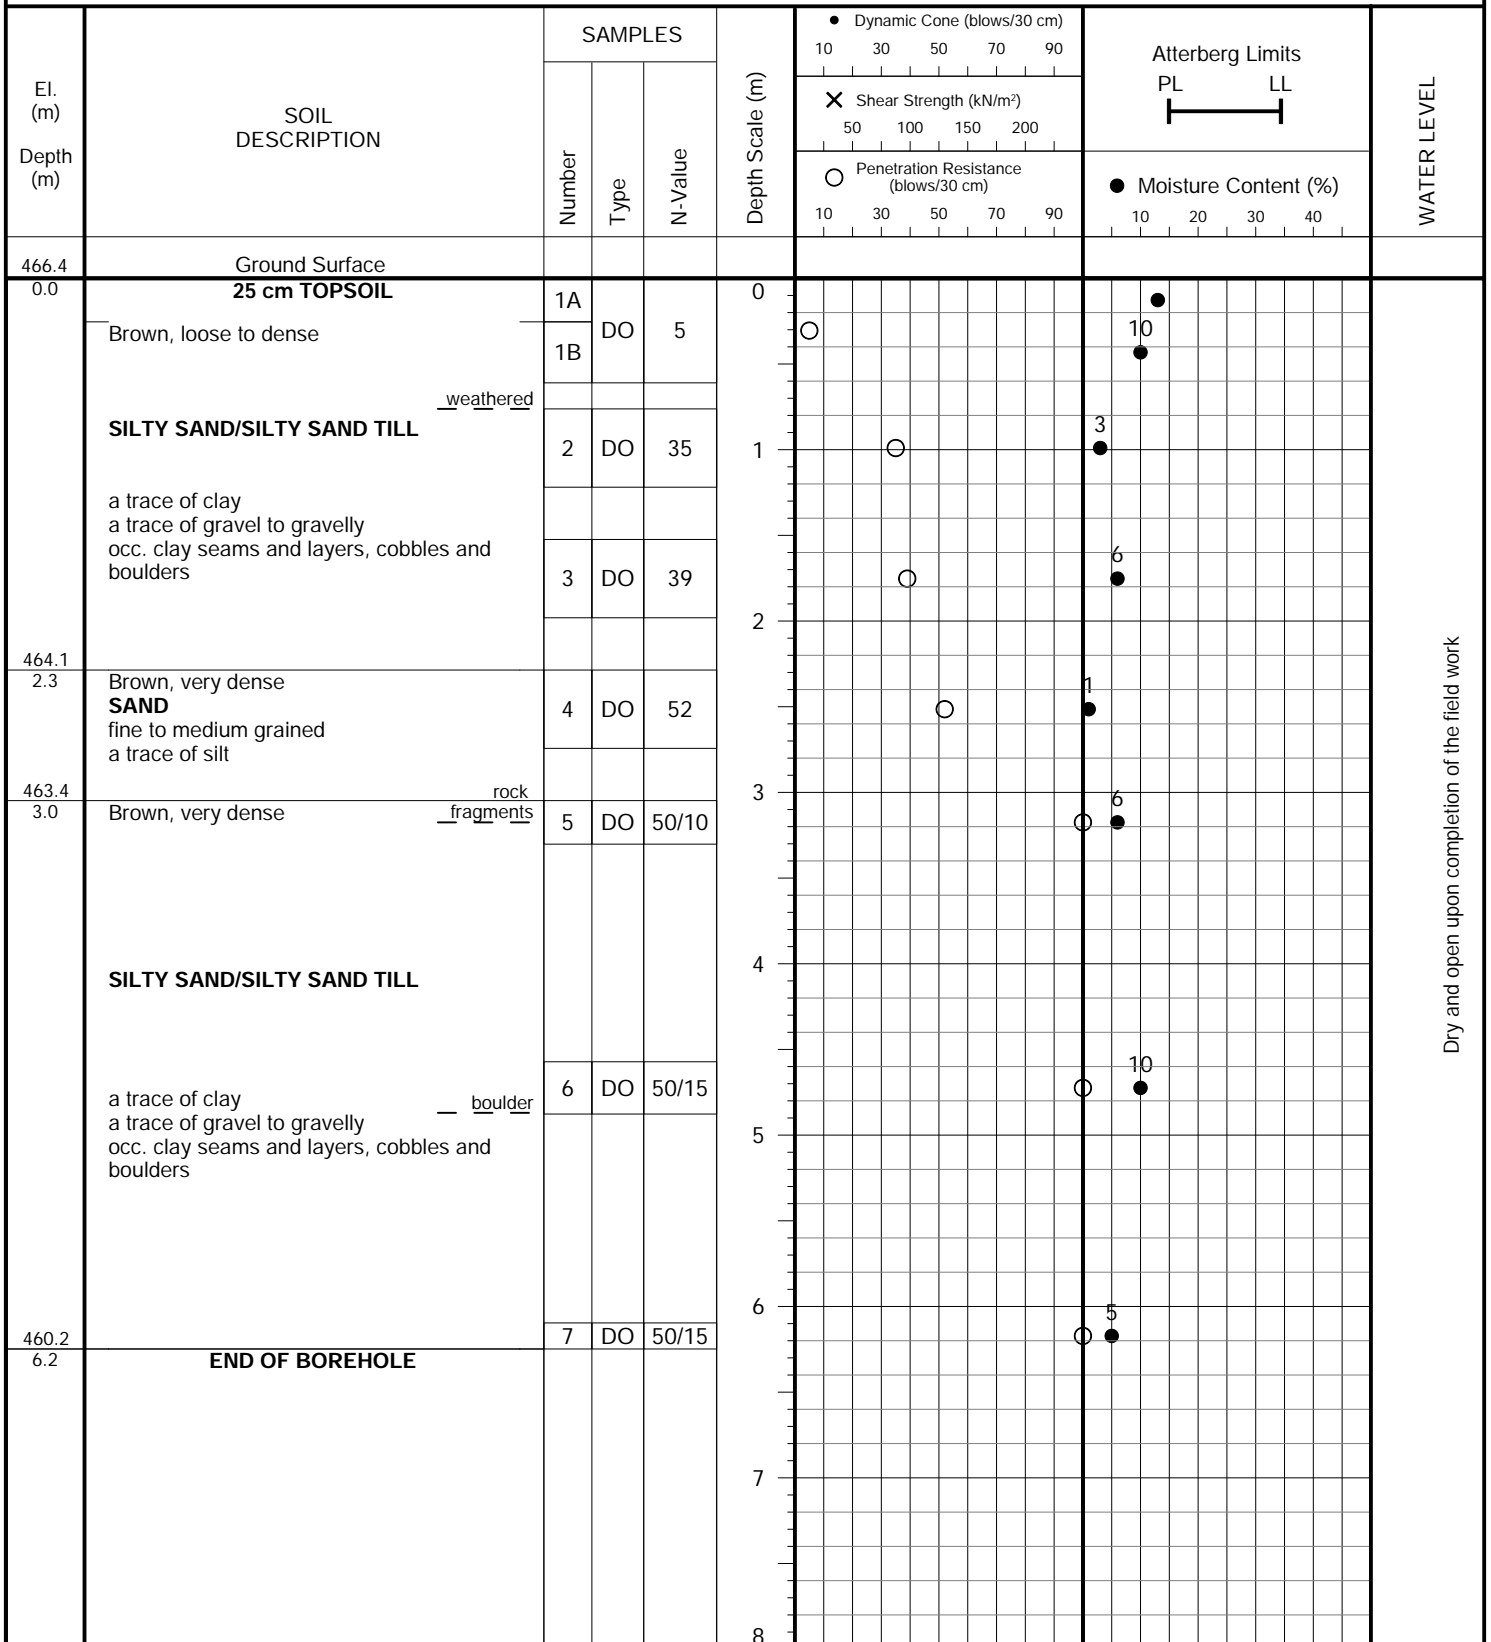 El.
(m)
Depth
(m)
SOIL
DESCRIPTION
SAMPLES
Number
Type
N-Value
Depth Scale (m)
Dynamic Cone (blows/30 cm)
10 30 50 70 90
Shear Strength (kN/m²)
50 100 150 200
Penetration Resistance
(blows/30 cm)
10 30 50 70 90
Atterberg Limits
PL LL
Moisture Content (%)
10 20 30 40
WATER LEVEL
466.4 Ground Surface
0.0 25 cm TOPSOIL 1A 0
Brown, loose to dense DO 5 10
1B
weathered
SILTY SAND/SILTY SAND TILL 3
2 DO 35 1
a trace of clay
a trace of gravel to gravelly
occ. clay seams and layers, cobbles and 6
boulders 3 DO 39
2
464.1
2.3 Brown, very dense 1
SAND 4 DO 52
fine to medium grained
a trace of silt
463.4 rock 3
3.0 Brown, very dense fragments 5 DO 50/10 6
4
SILTY SAND/SILTY SAND TILL
10
6 DO 50/15
a trace of clay boulder
a trace of gravel to gravelly
occ. clay seams and layers, cobbles and 5
boulders
6 5
460.2 7 DO 50/15
6.2 END OF BOREHOLE
7
8
Dry and open upon completion of the field work